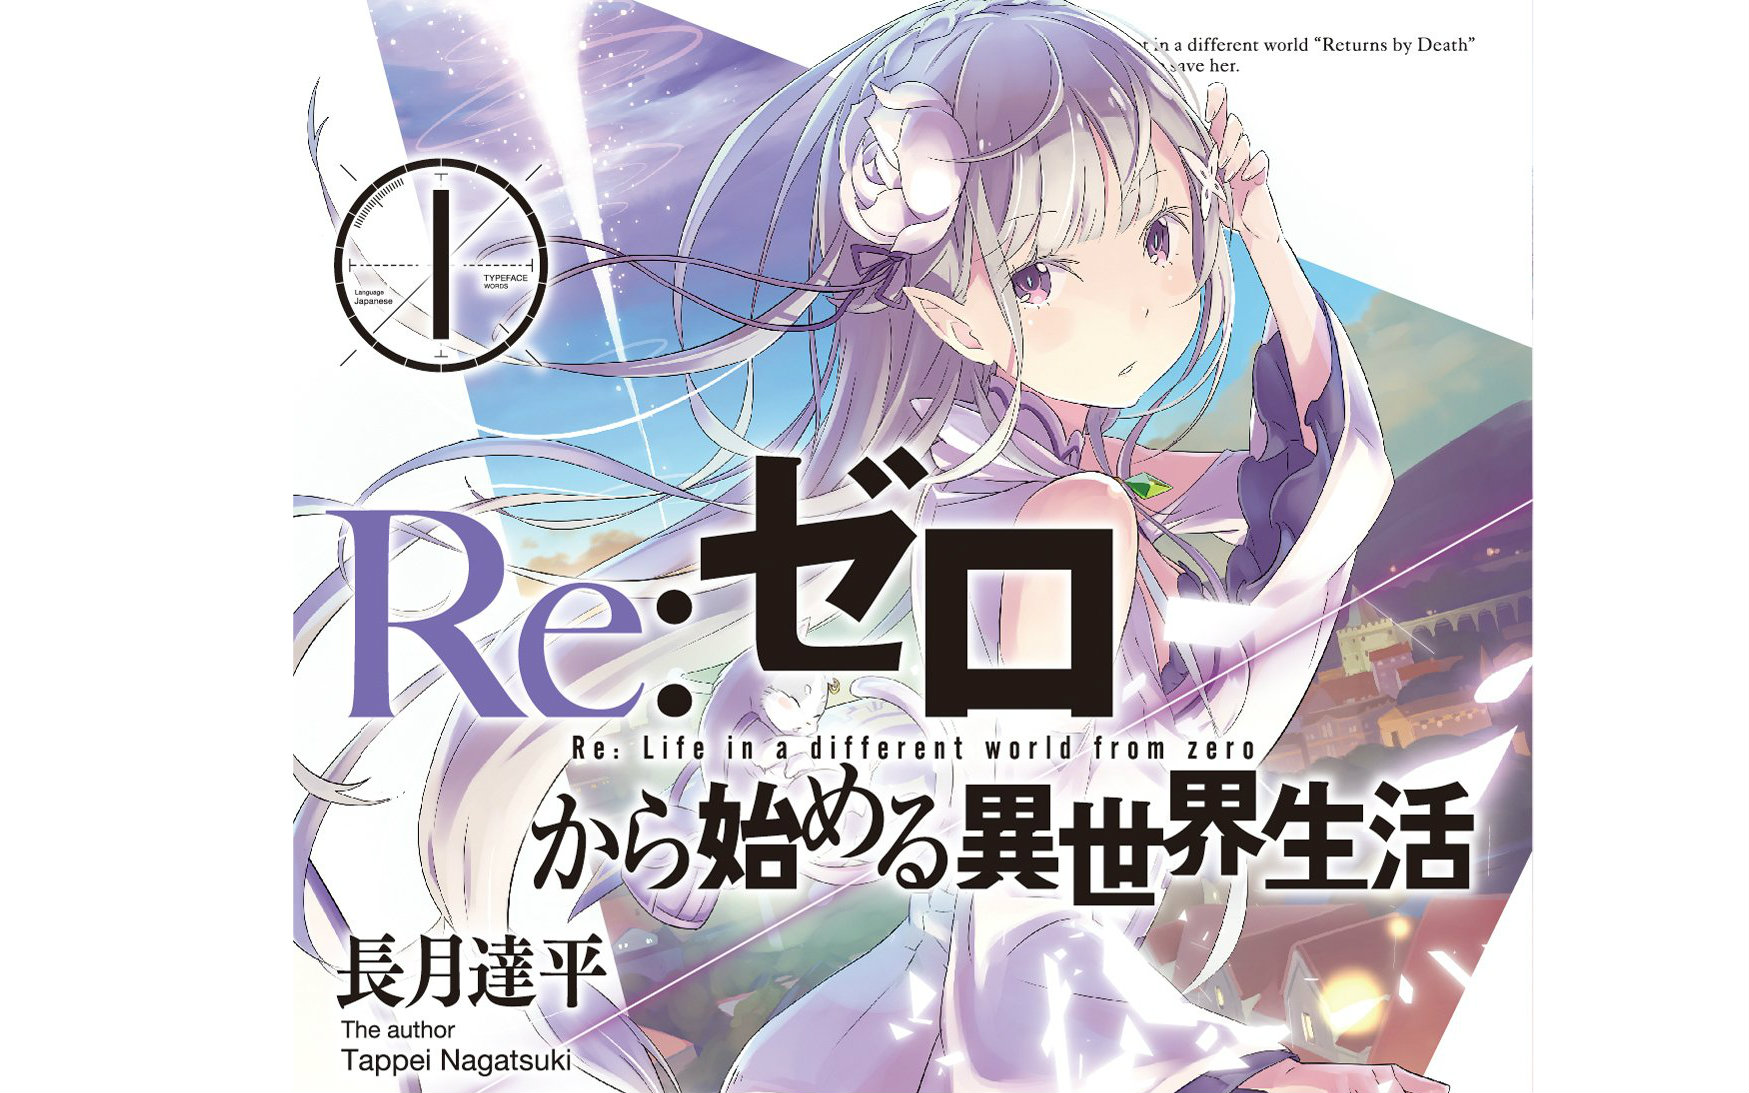 in a different world “Returns by Death”
save her.
1
TYPEFACE
WORDS
Language
Japanese
Re:ゼロ
Re: Life in a different world from zero
から始める異世界生活
長月達平
The author
Tappei Nagatsuki